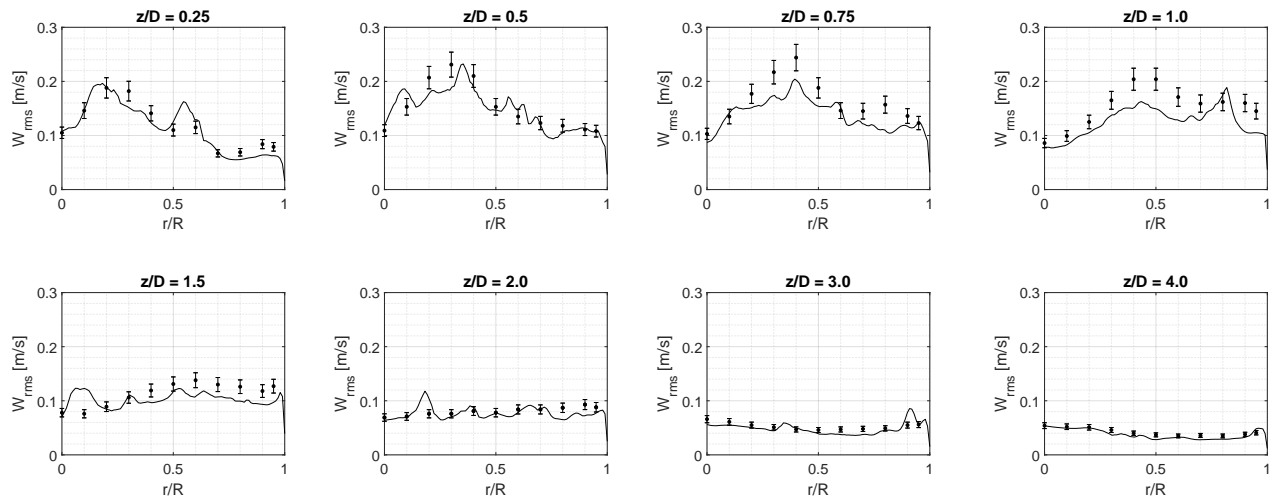 z/D = 0.25
W_rms [m/s]
0.3
0.2
0.1
0
0 0.5 1
r/R
z/D = 0.5
W_rms [m/s]
0.3
0.2
0.1
0
0 0.5 1
r/R
z/D = 0.75
W_rms [m/s]
0.3
0.2
0.1
0
0 0.5 1
r/R
z/D = 1.0
W_rms [m/s]
0.3
0.2
0.1
0
0 0.5 1
r/R
z/D = 1.5
W_rms [m/s]
0.3
0.2
0.1
0
0 0.5 1
r/R
z/D = 2.0
W_rms [m/s]
0.3
0.2
0.1
0
0 0.5 1
r/R
z/D = 3.0
W_rms [m/s]
0.3
0.2
0.1
0
0 0.5 1
r/R
z/D = 4.0
W_rms [m/s]
0.3
0.2
0.1
0
0 0.5 1
r/R